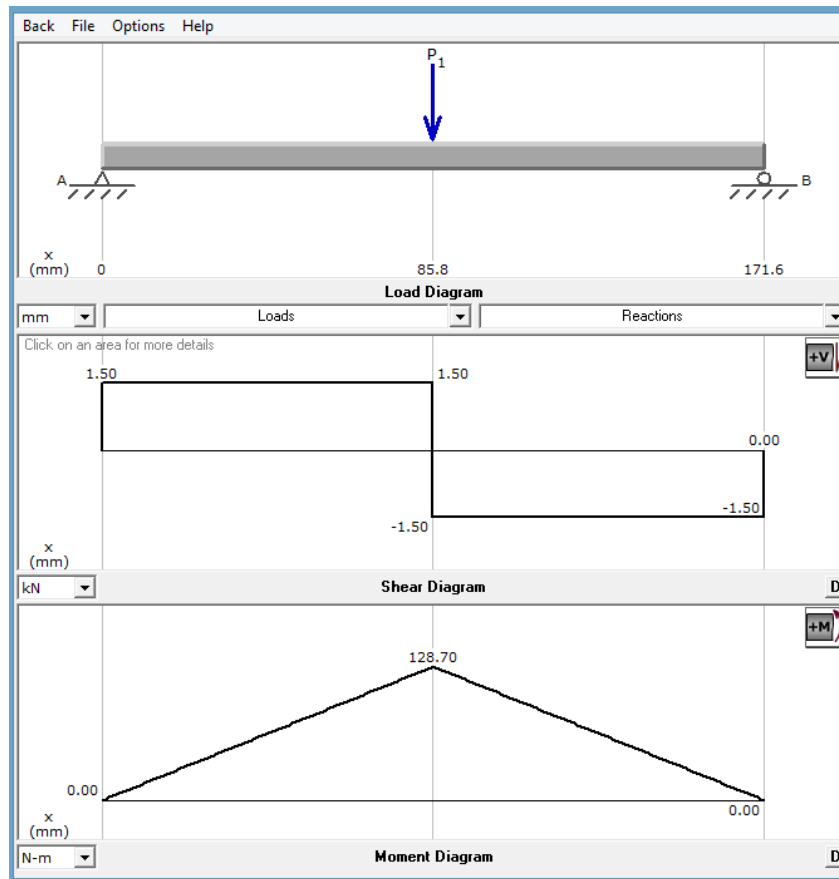 Back File Options Help
P1
A
B
x
(mm) 0 85.8 171.6
Load Diagram
mm Loads Reactions
Click on an area for more details
+V
1.50 1.50
0.00
-1.50
-1.50
x
(mm)
kN Shear Diagram D
+M
128.70
0.00
0.00
x
(mm)
N-m Moment Diagram D